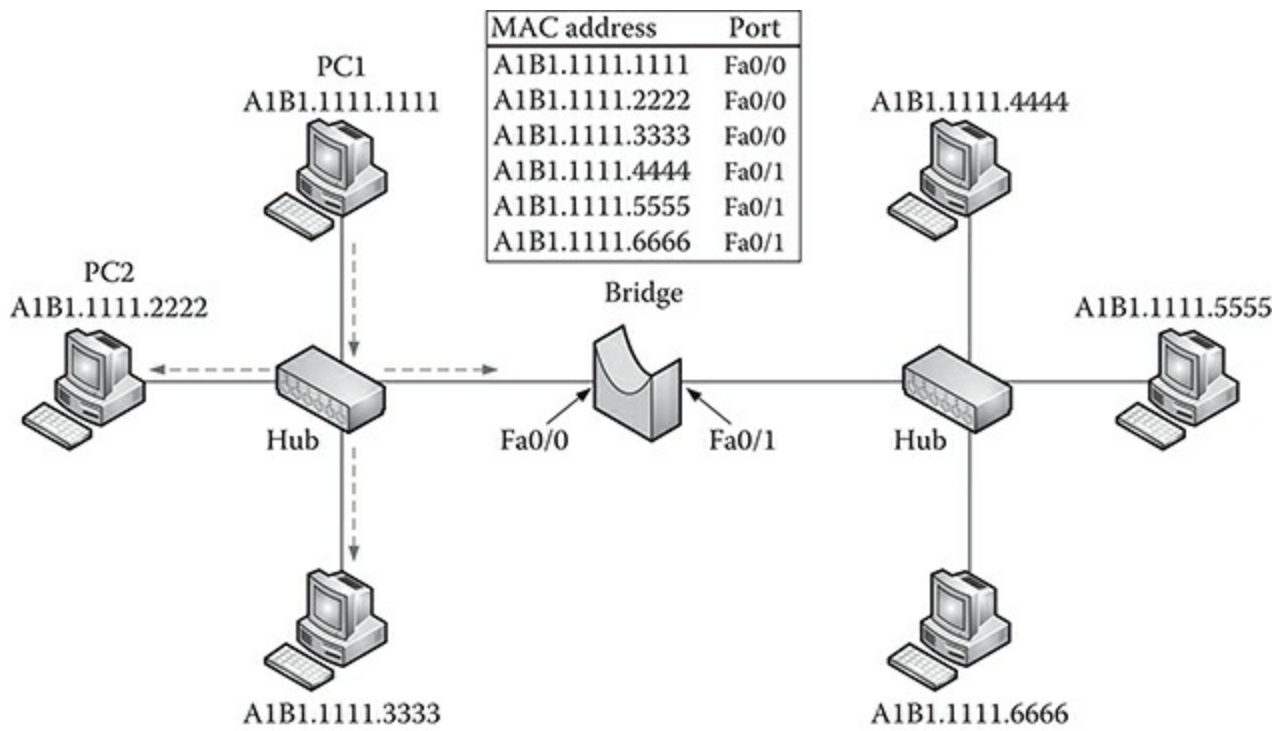 MAC address Port
A1B1.1111.1111 Fa0/0
A1B1.1111.2222 Fa0/0
A1B1.1111.3333 Fa0/0
A1B1.1111.4444 Fa0/1
A1B1.1111.5555 Fa0/1
A1B1.1111.6666 Fa0/1
PC1
A1B1.1111.1111
A1B1.1111.4444
PC2
A1B1.1111.2222
Bridge
A1B1.1111.5555
Hub
Fa0/0
Fa0/1
Hub
A1B1.1111.3333
A1B1.1111.6666